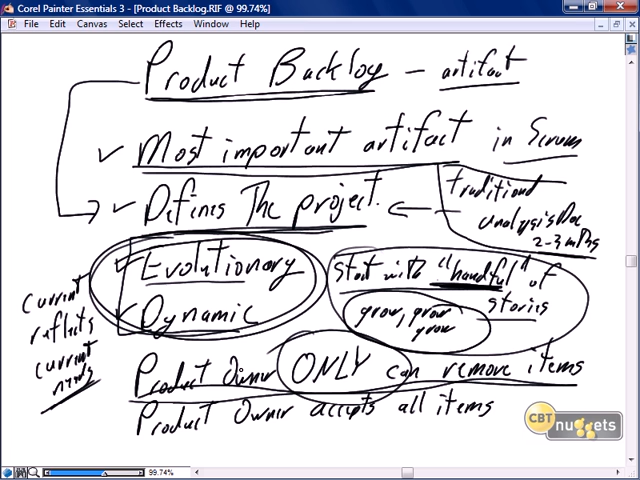 Corel Painter Essentials 3 - [Product Backlog.RIF @ 99.74%]
File Edit Canvas Select Effects Window Help
Product Backlog - artifact
Most important artifact in Scrum
Defines The project.
traditional
analysis Doc
2-3 mths
Evolutionary
Dynamic
start with "handful" of
stories
grow, grow
grow
current
reflects
current
needs
Product Owner ONLY can remove items
Product Owner accepts all items
CBT nuggets
99.74%